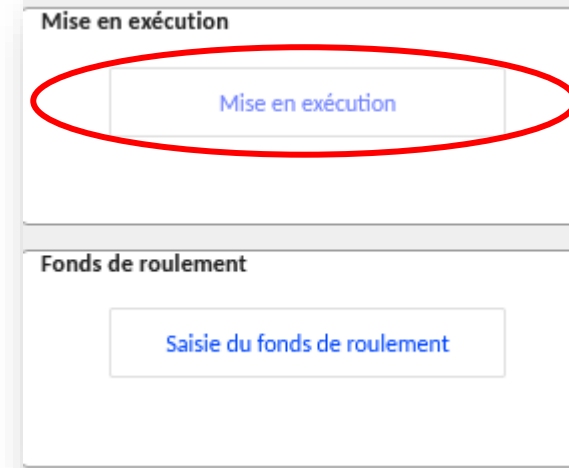 Mise en exécution
Mise en exécution
Fonds de roulement
Saisie du fonds de roulement